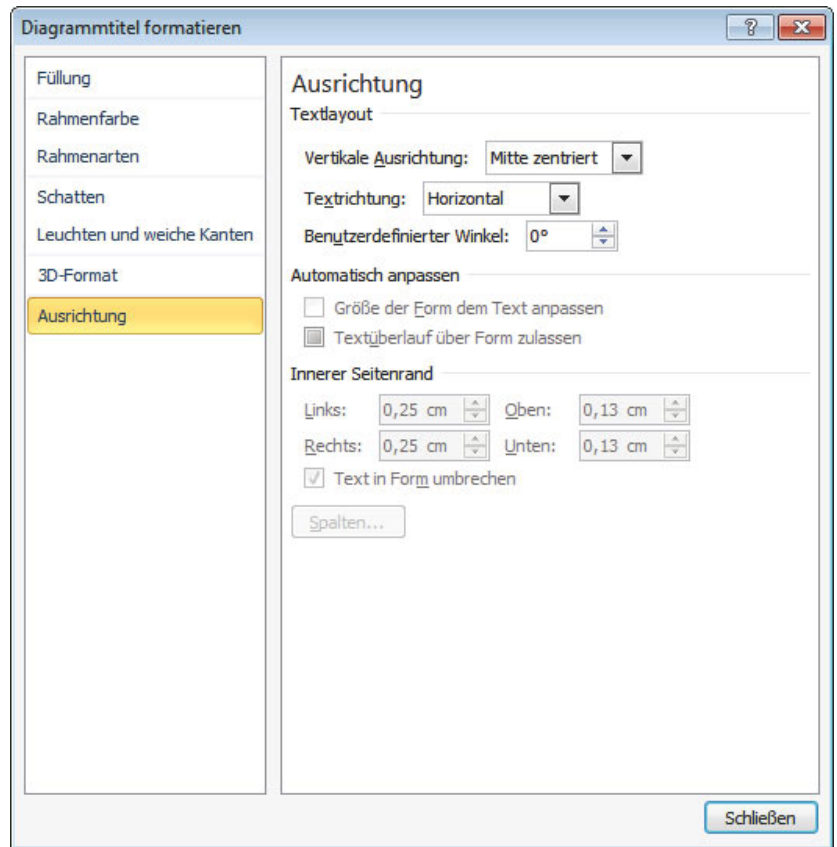 Diagrammtitel formatieren
Füllung
Rahmenfarbe
Rahmenarten
Schatten
Leuchten und weiche Kanten
3D-Format
Ausrichtung
Ausrichtung
Textlayout
Vertikale Ausrichtung: Mitte zentriert
Textrichtung: Horizontal
Benutzerdefinierter Winkel: 0°
Automatisch anpassen
Größe der Form dem Text anpassen
Textüberlauf über Form zulassen
Innerer Seitenrand
Links: 0,25 cm Oben: 0,13 cm
Rechts: 0,25 cm Unten: 0,13 cm
Text in Form umbrechen
Spalten...
Schließen